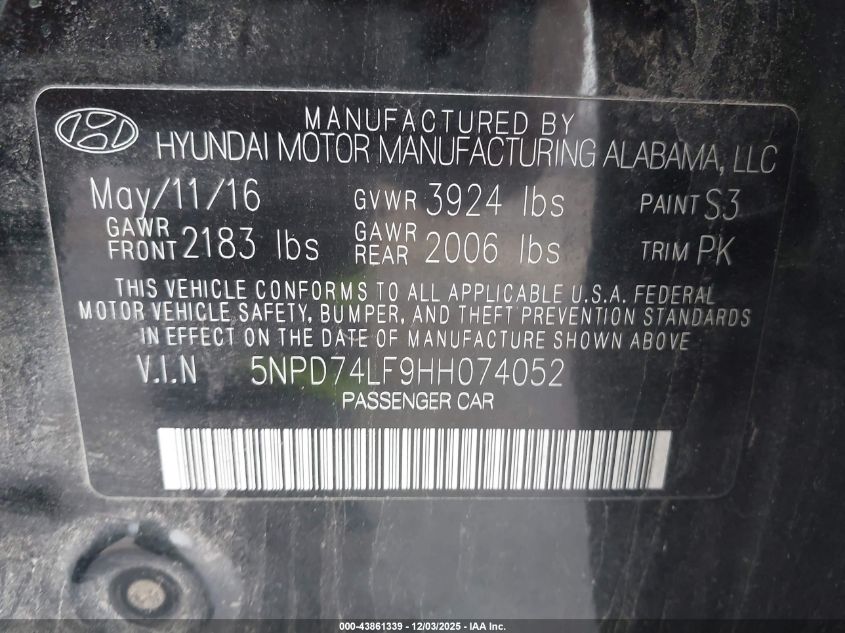 MANUFACTURED BY
HYUNDAI MOTOR MANUFACTURING ALABAMA, LLC
May/11/16 GVWR 3924 lbs PAINT S3
GAWR FRONT 2183 lbs GAWR REAR 2006 lbs TRIM PK
THIS VEHICLE CONFORMS TO ALL APPLICABLE U.S.A. FEDERAL
MOTOR VEHICLE SAFETY, BUMPER, AND THEFT PREVENTION STANDARDS
IN EFFECT ON THE DATE OF MANUFACTURE SHOWN ABOVE
V.I.N 5NPD74LF9HH074052
PASSENGER CAR
000-43861339 - 12/03/2025 - IAA Inc.